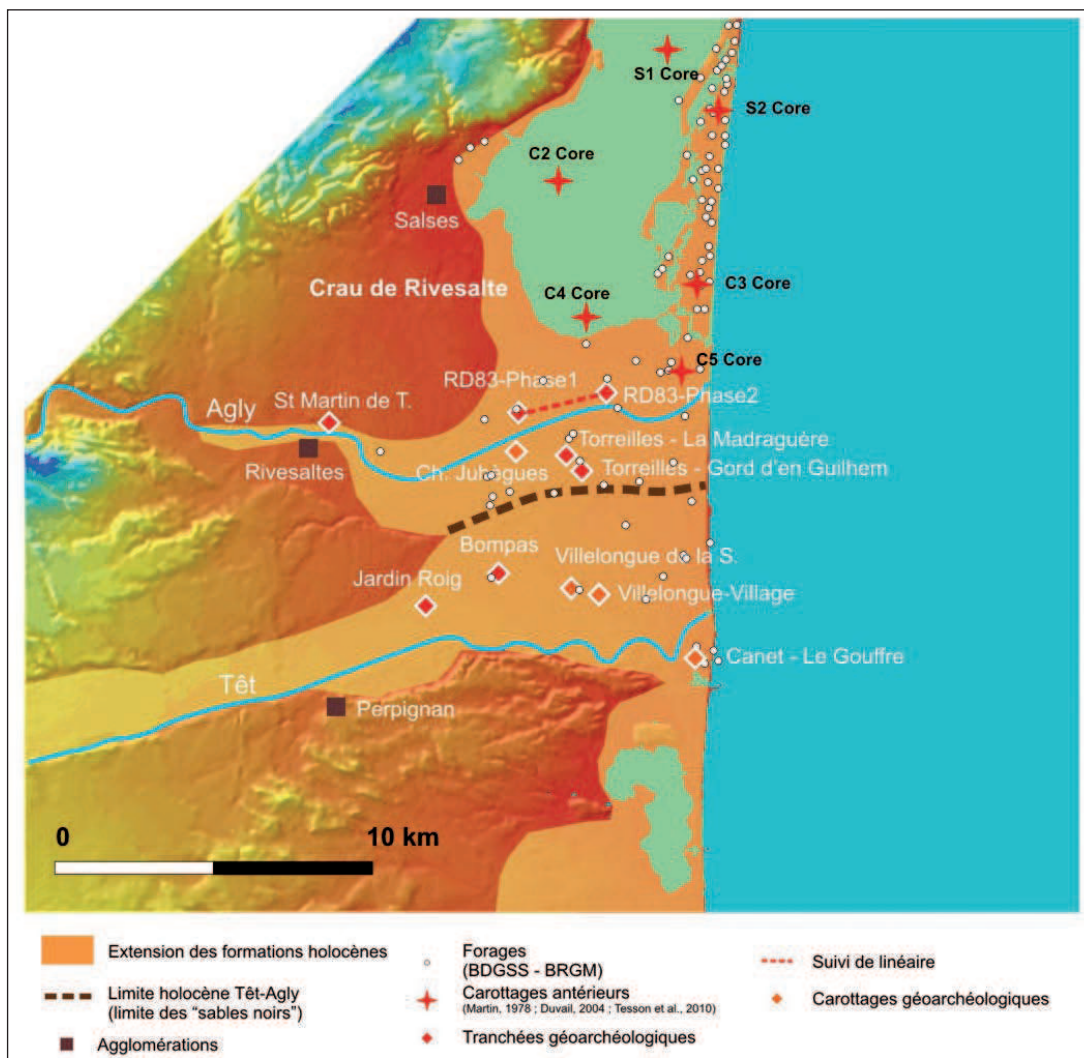 S1 Core
S2 Core
C2 Core
Salses
Crau de Rivesalte
C3 Core
C4 Core
C5 Core
RD83-Phase1
RD83-Phase2
St Martin de T.
Agly
Torreilles - La Madraguère
Rivesaltes
Ch. Jubègues
Torreilles - Gord d'en Guilhem
Bompas
Villelongue de la S.
Jardin Roig
Villelongue-Village
Canet - Le Gouffre
Têt
Perpignan
0 10 km
Extension des formations holocènes
Limite holocène Têt-Agly
(limite des "sables noirs")
Agglomérations
Forages
(BDGSS - BRGM)
Carottages antérieurs
(Martin, 1978 ; Duvail, 2004 ; Tesson et al., 2010)
Tranchées géoarchéologiques
Suivi de linéaire
Carottages géoarchéologiques